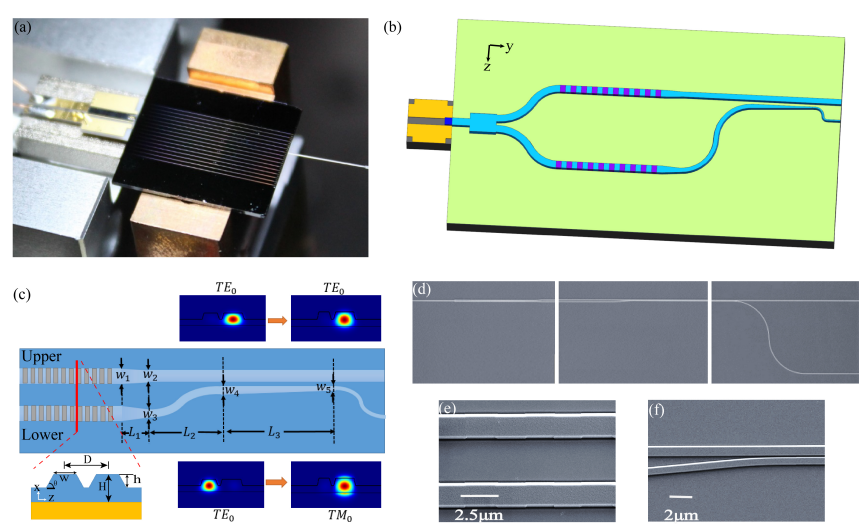 (a)
(b)
y
z
(c)
TE₀
TE₀
Upper
w₁
w₂
w₄
w₅
w₃
Lower
L₁
L₂
L₃
D
w
h
H
θ
X
Z
TE₀
TM₀
(d)
(e)
2.5μm
(f)
2μm